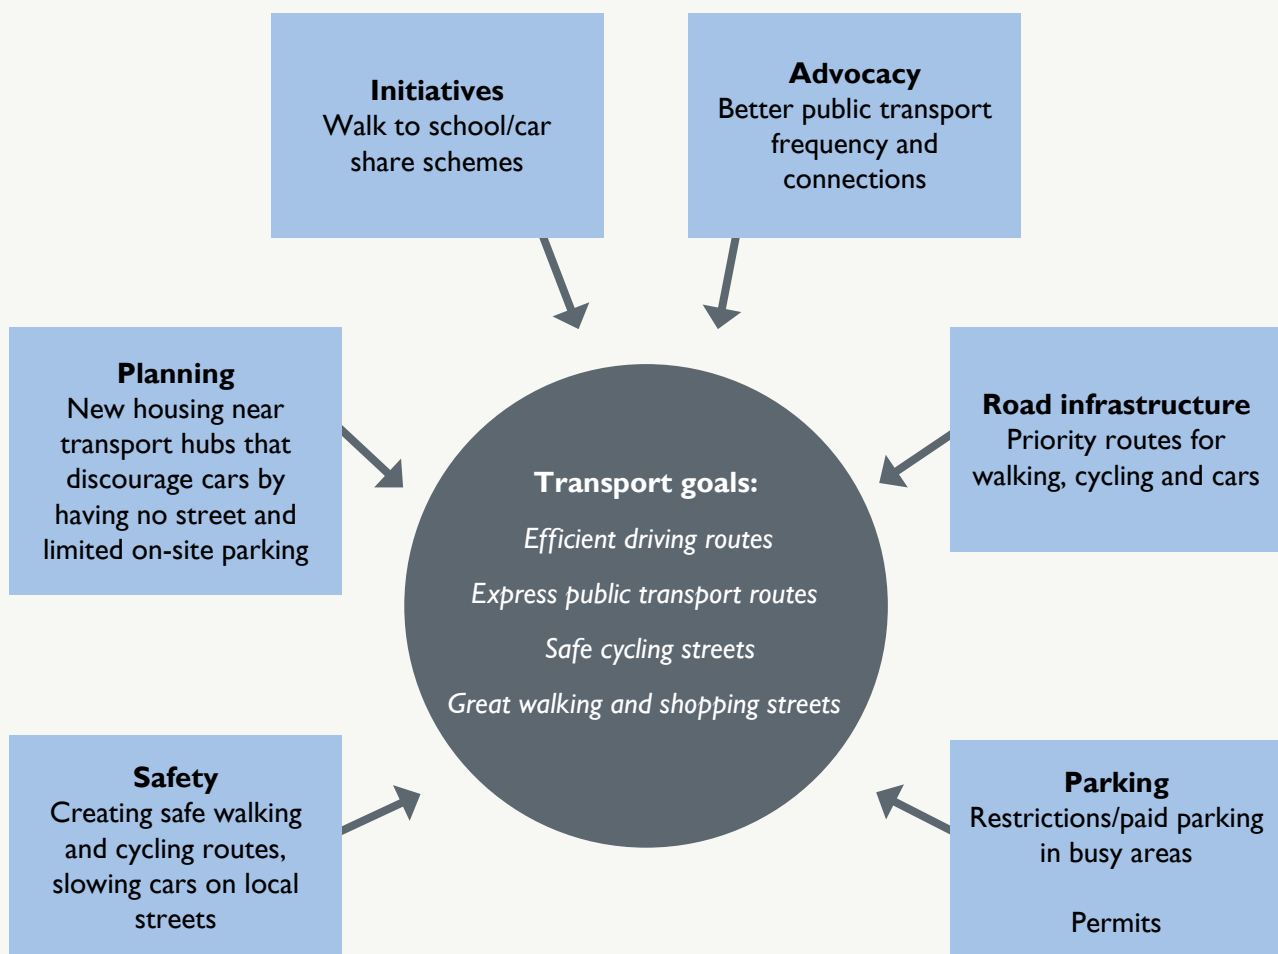 Initiatives
Walk to school/car
share schemes
Advocacy
Better public transport
frequency and
connections
Planning
New housing near
transport hubs that
discourage cars by
having no street and
limited on-site parking
Road infrastructure
Priority routes for
walking, cycling and cars
Transport goals:
Efficient driving routes
Express public transport routes
Safe cycling streets
Great walking and shopping streets
Safety
Creating safe walking
and cycling routes,
slowing cars on local
streets
Parking
Restrictions/paid parking
in busy areas
Permits